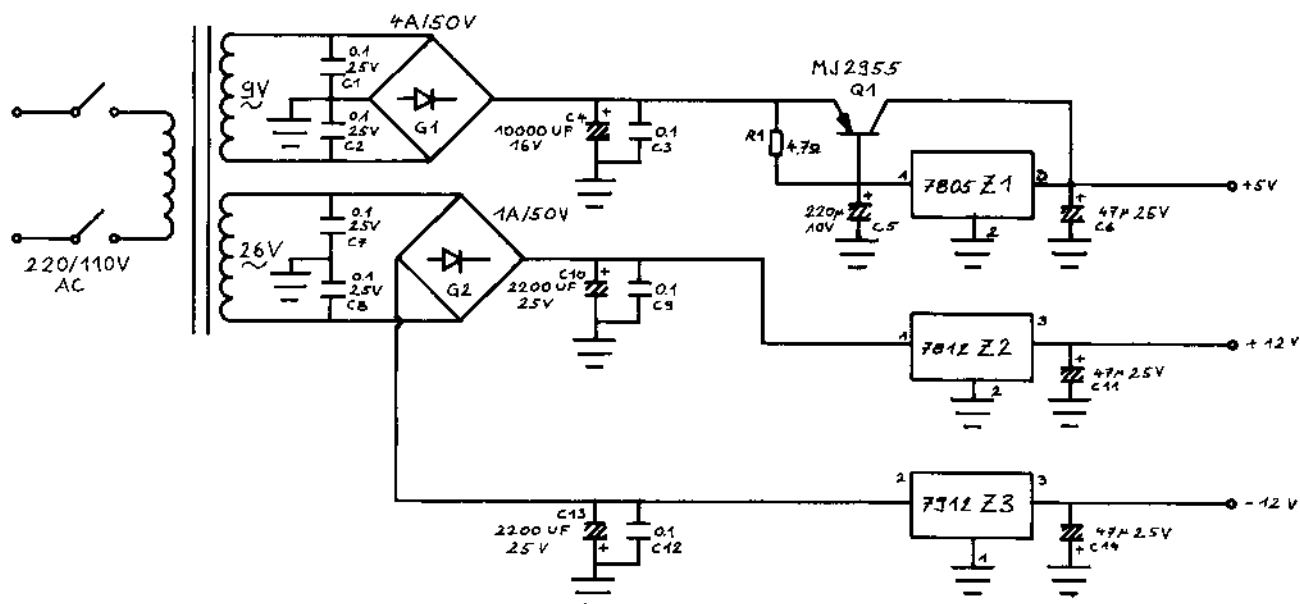 4A/50V
9V
0.1
25V
C1
0.1
25V
C2
G1
C4
10000 UF
16V
0.1
C3
MJ2955
Q1
R1
4,7Ω
1
7805 Z1
3
2
220µ
10V
C5
+
47µ 25V
C6
+5V
220/110V
AC
26V
0.1
25V
C7
0.1
25V
C8
1A/50V
G2
C10
+
2200 UF
25V
0.1
C9
1
7812 Z2
3
2
+
47µ 25V
C11
+12V
C13
2200 UF
25V
+
0.1
C12
2
7912 Z3
3
1
47µ 25V
+
C14
-12V